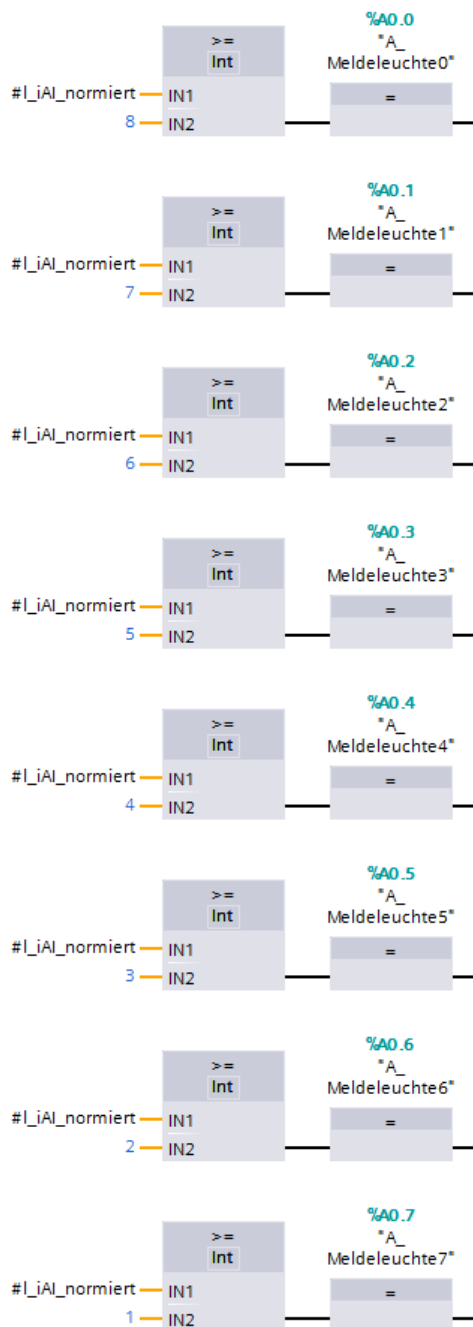 %A0.0
>=
"A_
Int
Meldeleuchte0"
#l_iAI_normiert
IN1
=
8
IN2
%A0.1
>=
"A_
Int
Meldeleuchte1"
#l_iAI_normiert
IN1
=
7
IN2
%A0.2
>=
"A_
Int
Meldeleuchte2"
#l_iAI_normiert
IN1
=
6
IN2
%A0.3
>=
"A_
Int
Meldeleuchte3"
#l_iAI_normiert
IN1
=
5
IN2
%A0.4
>=
"A_
Int
Meldeleuchte4"
#l_iAI_normiert
IN1
=
4
IN2
%A0.5
>=
"A_
Int
Meldeleuchte5"
#l_iAI_normiert
IN1
=
3
IN2
%A0.6
>=
"A_
Int
Meldeleuchte6"
#l_iAI_normiert
IN1
=
2
IN2
%A0.7
>=
"A_
Int
Meldeleuchte7"
#l_iAI_normiert
IN1
=
1
IN2